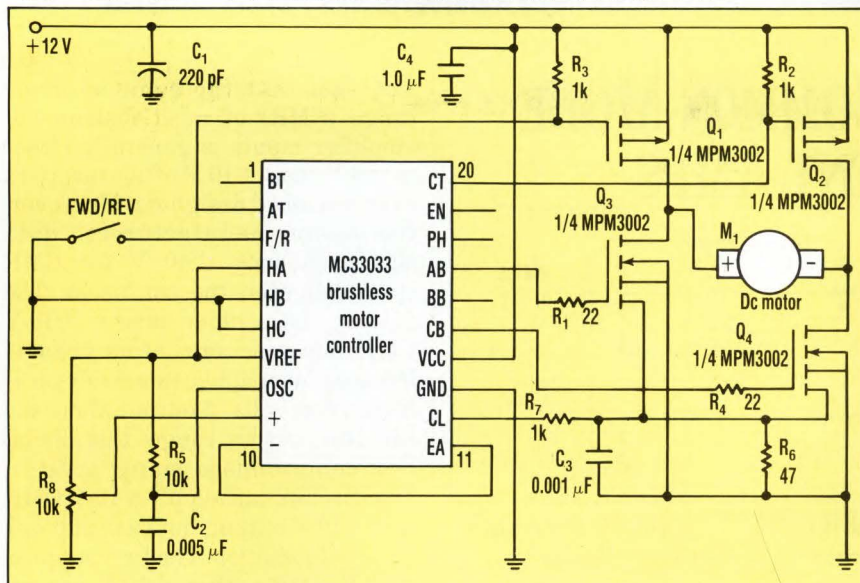 +12 V
C1
220 pF
C4
1.0 μF
R3
1k
R2
1k
Q1
1/4 MPM3002
Q2
1/4 MPM3002
Q3
1/4 MPM3002
1
20
BT
AT
F/R
HA
HB
HC
VREF
OSC
+
10
MC33033
brushless
motor
controller
CT
EN
PH
AB
BB
CB
VCC
GND
CL
EA
11
FWD/REV
M1
+
-
Dc motor
R1
22
Q4
1/4 MPM3002
R4
22
R7
1k
C3
0.001 μF
R6
47
R5
10k
R8
10k
C2
0.005 μF